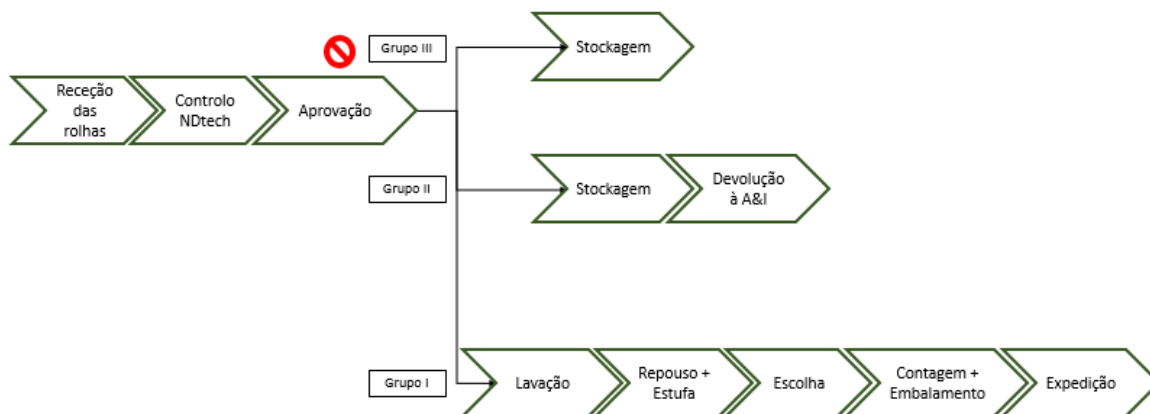 Grupo III
Stockagem
Receção
das
rolhas
Controlo
NDtech
Aprovação
Grupo II
Stockagem
Devolução
à A&I
Grupo I
Lavação
Repouso +
Estufa
Escolha
Contagem +
Embalamento
Expedição